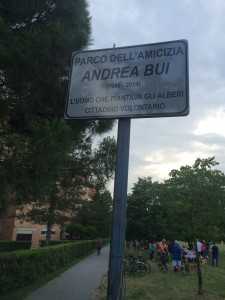 PARCO DELL'AMICIZIA
ANDREA BUI
L'UOMO CHE PIANTAVA GLI ALBERI
CITTADINO VOLONTARIO